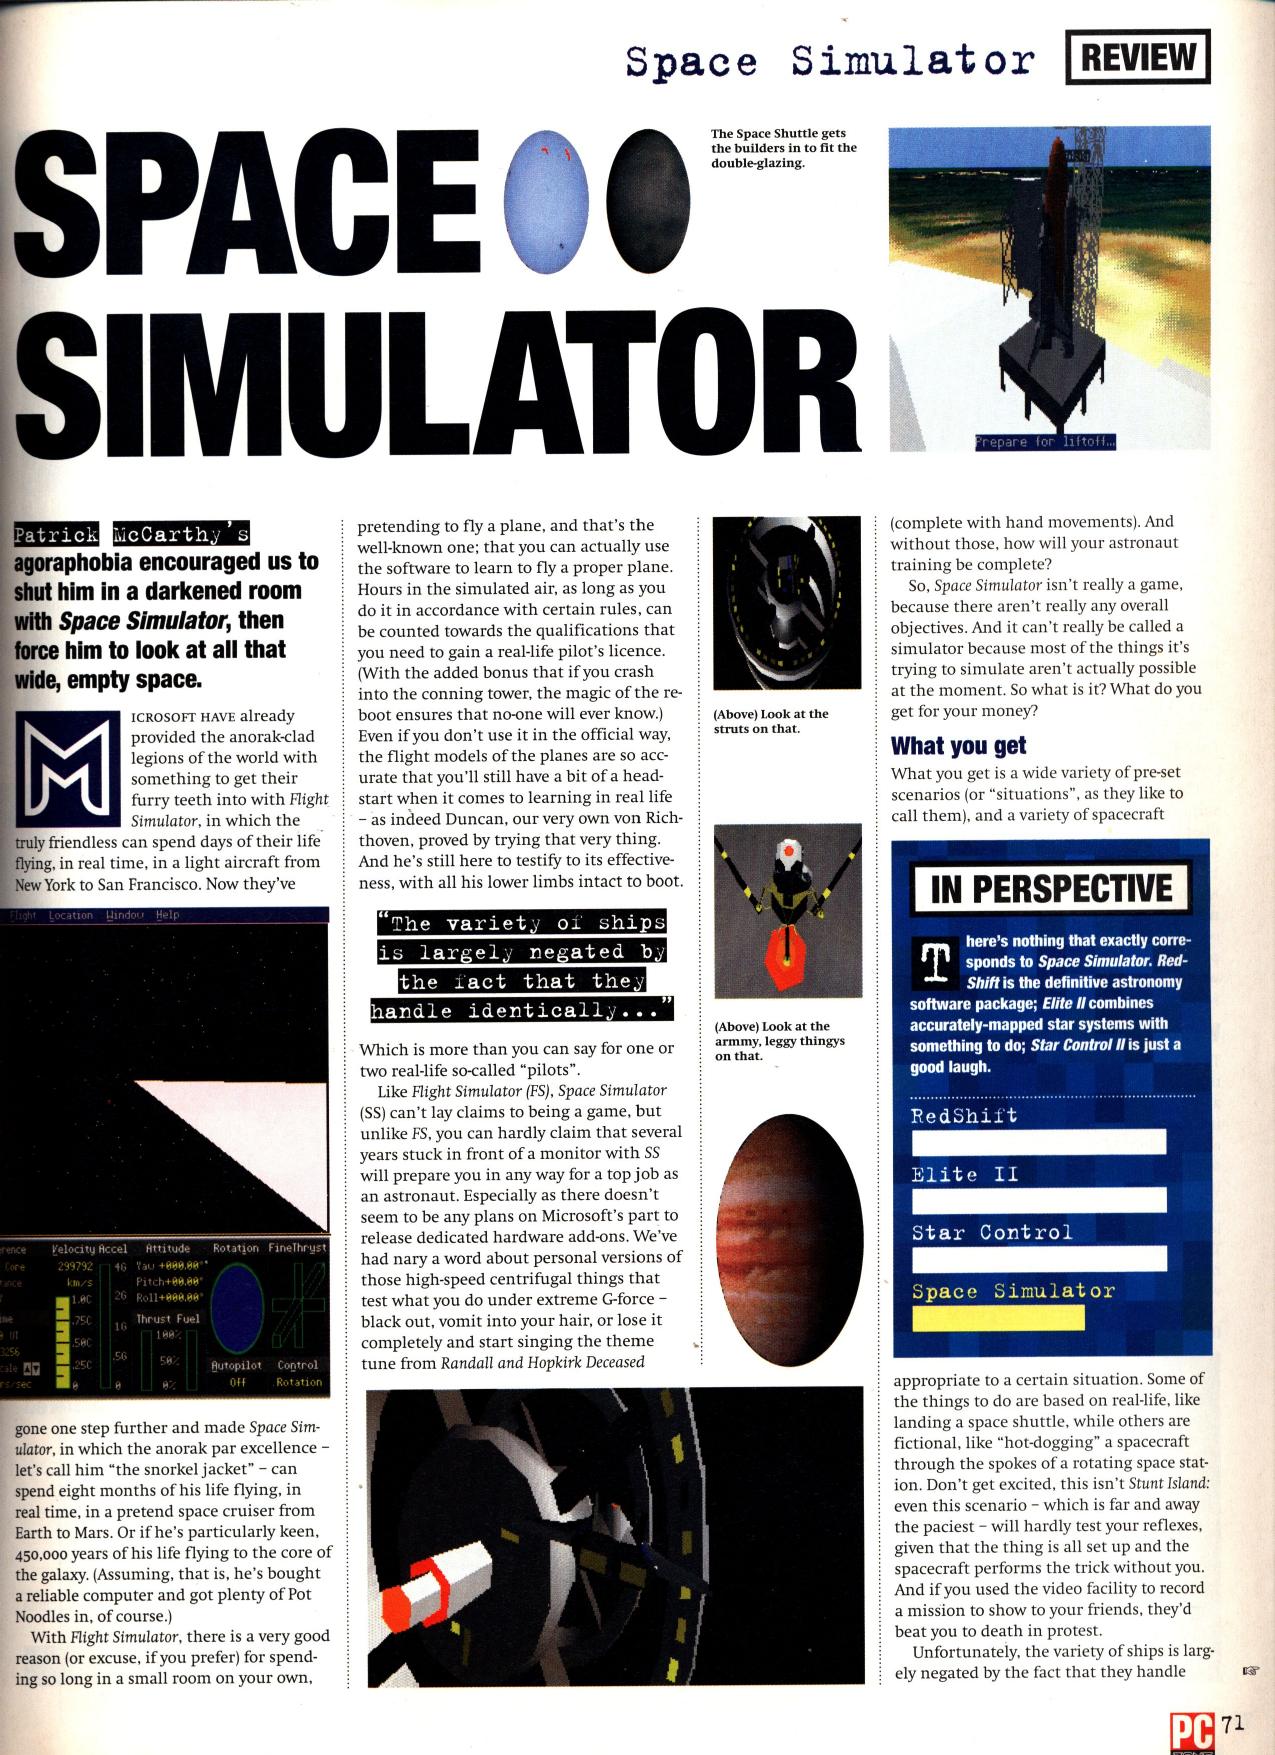 Space Simulator REVIEW
SPACE
SIMULATOR
The Space Shuttle gets
the builders in to fit the
double-glazing.
Prepare for liftoff...
Patrick McCarthy's
agoraphobia encouraged us to
shut him in a darkened room
with Space Simulator, then
force him to look at all that
wide, empty space.
MICROSOFT HAVE already
provided the anorak-clad
legions of the world with
something to get their
furry teeth into with Flight
Simulator, in which the
truly friendless can spend days of their life
flying, in real time, in a light aircraft from
New York to San Francisco. Now they've
Flight Location Window Help
Velocity Accel Attitude Rotation FineThrust
Core 299792 4G Yaw +000.00°
km/s Pitch+00.00°
1.0C 2G Roll+000.00°
.75C Thrust Fuel
1G 100%
.50C
.5G 50% Autopilot Control
.25C
0 0 0% Off Rotation
gone one step further and made Space Sim-
ulator, in which the anorak par excellence –
let's call him "the snorkel jacket" – can
spend eight months of his life flying, in
real time, in a pretend space cruiser from
Earth to Mars. Or if he's particularly keen,
450,000 years of his life flying to the core of
the galaxy. (Assuming, that is, he's bought
a reliable computer and got plenty of Pot
Noodles in, of course.)
With Flight Simulator, there is a very good
reason (or excuse, if you prefer) for spend-
ing so long in a small room on your own,
pretending to fly a plane, and that's the
well-known one; that you can actually use
the software to learn to fly a proper plane.
Hours in the simulated air, as long as you
do it in accordance with certain rules, can
be counted towards the qualifications that
you need to gain a real-life pilot's licence.
(With the added bonus that if you crash
into the conning tower, the magic of the re-
boot ensures that no-one will ever know.)
Even if you don't use it in the official way,
the flight models of the planes are so acc-
urate that you'll still have a bit of a head-
start when it comes to learning in real life
– as indeed Duncan, our very own von Rich-
thoven, proved by trying that very thing.
And he's still here to testify to its effective-
ness, with all his lower limbs intact to boot.
"The variety of ships
is largely negated by
the fact that they
handle identically..."
Which is more than you can say for one or
two real-life so-called "pilots".
Like Flight Simulator (FS), Space Simulator
(SS) can't lay claims to being a game, but
unlike FS, you can hardly claim that several
years stuck in front of a monitor with SS
will prepare you in any way for a top job as
an astronaut. Especially as there doesn't
seem to be any plans on Microsoft's part to
release dedicated hardware add-ons. We've
had nary a word about personal versions of
those high-speed centrifugal things that
test what you do under extreme G-force –
black out, vomit into your hair, or lose it
completely and start singing the theme
tune from Randall and Hopkirk Deceased
(Above) Look at the
struts on that.
(Above) Look at the
armmy, leggy thingys
on that.
(complete with hand movements). And
without those, how will your astronaut
training be complete?
So, Space Simulator isn't really a game,
because there aren't really any overall
objectives. And it can't really be called a
simulator because most of the things it's
trying to simulate aren't actually possible
at the moment. So what is it? What do you
get for your money?
What you get
What you get is a wide variety of pre-set
scenarios (or "situations", as they like to
call them), and a variety of spacecraft
IN PERSPECTIVE
There's nothing that exactly corre-
sponds to Space Simulator. Red-
Shift is the definitive astronomy
software package; Elite II combines
accurately-mapped star systems with
something to do; Star Control II is just a
good laugh.
RedShift
Elite II
Star Control
Space Simulator
appropriate to a certain situation. Some of
the things to do are based on real-life, like
landing a space shuttle, while others are
fictional, like "hot-dogging" a spacecraft
through the spokes of a rotating space stat-
ion. Don't get excited, this isn't Stunt Island:
even this scenario – which is far and away
the paciest – will hardly test your reflexes,
given that the thing is all set up and the
spacecraft performs the trick without you.
And if you used the video facility to record
a mission to show to your friends, they'd
beat you to death in protest.
Unfortunately, the variety of ships is larg-
ely negated by the fact that they handle
PC 71